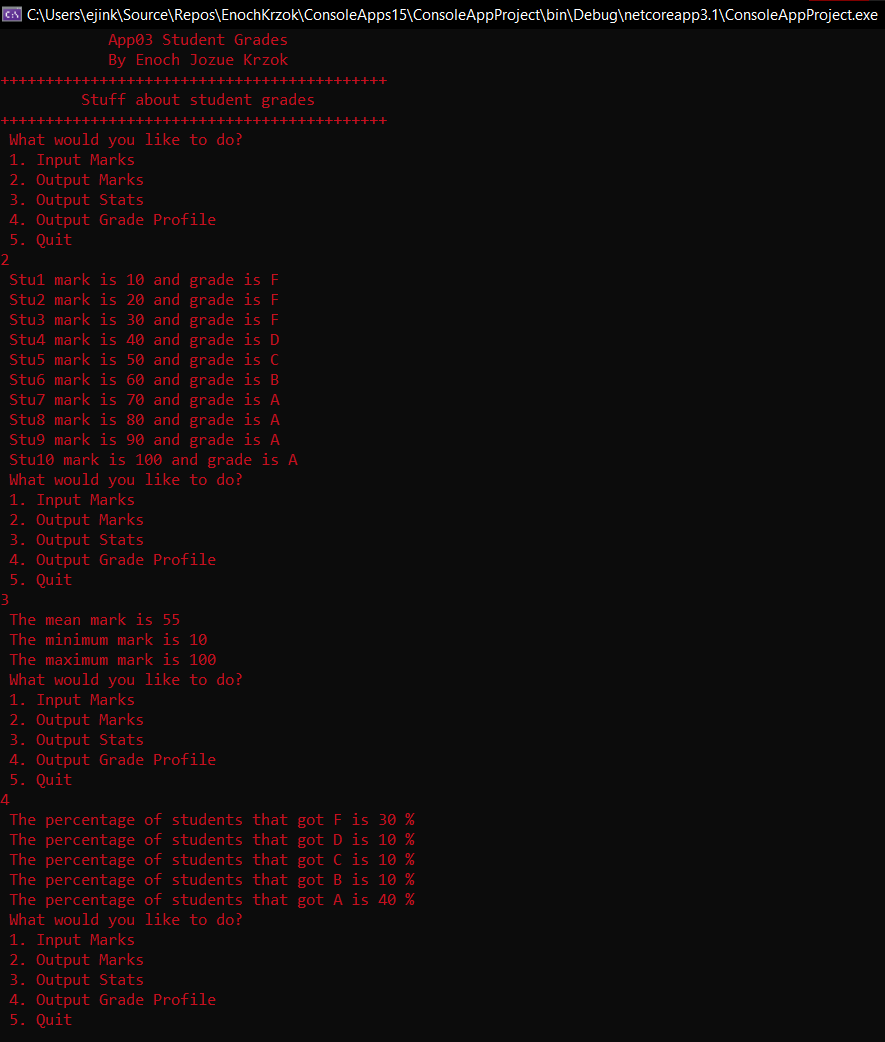 C:\Users\ejink\Source\Repos\EnochKrzok\ConsoleApps15\ConsoleAppProject\bin\Debug\netcoreapp3.1\ConsoleAppProject.exe
App03 Student Grades
By Enoch Jozue Krzok
+++++++++++++++++++++++++++++++++++++++++++
Stuff about student grades
+++++++++++++++++++++++++++++++++++++++++++
What would you like to do?
1. Input Marks
2. Output Marks
3. Output Stats
4. Output Grade Profile
5. Quit
2
Stu1 mark is 10 and grade is F
Stu2 mark is 20 and grade is F
Stu3 mark is 30 and grade is F
Stu4 mark is 40 and grade is D
Stu5 mark is 50 and grade is C
Stu6 mark is 60 and grade is B
Stu7 mark is 70 and grade is A
Stu8 mark is 80 and grade is A
Stu9 mark is 90 and grade is A
Stu10 mark is 100 and grade is A
What would you like to do?
1. Input Marks
2. Output Marks
3. Output Stats
4. Output Grade Profile
5. Quit
3
The mean mark is 55
The minimum mark is 10
The maximum mark is 100
What would you like to do?
1. Input Marks
2. Output Marks
3. Output Stats
4. Output Grade Profile
5. Quit
4
The percentage of students that got F is 30 %
The percentage of students that got D is 10 %
The percentage of students that got C is 10 %
The percentage of students that got B is 10 %
The percentage of students that got A is 40 %
What would you like to do?
1. Input Marks
2. Output Marks
3. Output Stats
4. Output Grade Profile
5. Quit